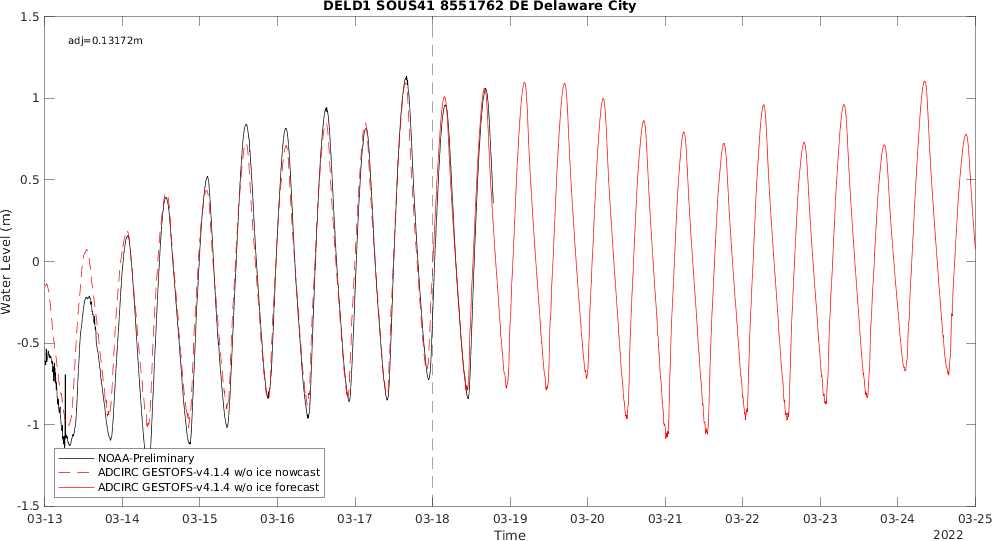 DELD1 SOUS41 8551762 DE Delaware City
adj=0.13172m
1.5
1
0.5
0
-0.5
-1
-1.5
Water Level (m)
NOAA-Preliminary
ADCIRC GESTOFS-v4.1.4 w/o ice nowcast
ADCIRC GESTOFS-v4.1.4 w/o ice forecast
03-13 03-14 03-15 03-16 03-17 03-18 03-19 03-20 03-21 03-22 03-23 03-24 03-25
Time
2022